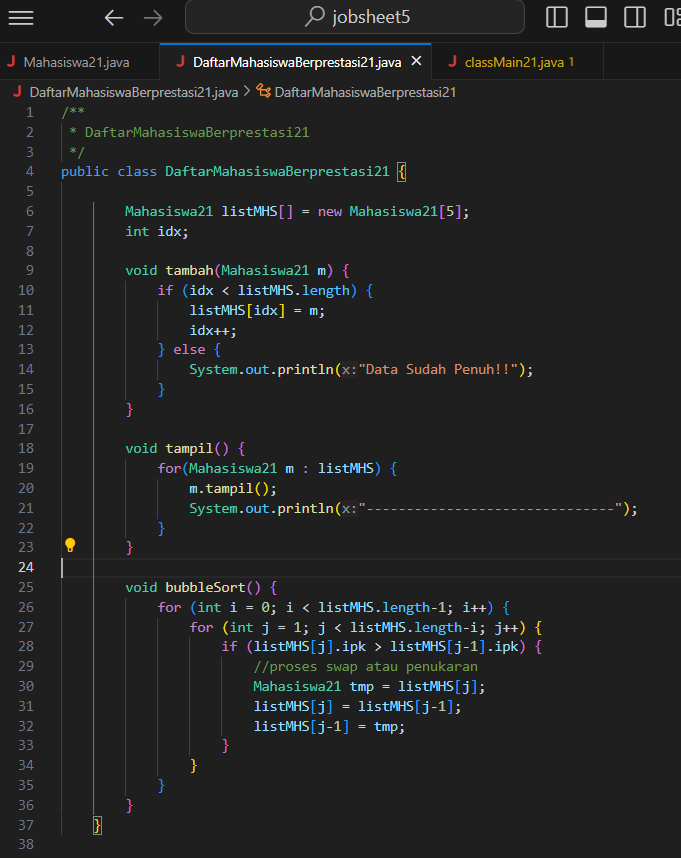 jobsheet5
Mahasiswa21.java
DaftarMahasiswaBerprestasi21.java
classMain21.java 1
DaftarMahasiswaBerprestasi21.java > DaftarMahasiswaBerprestasi21
1 /**
2  * DaftarMahasiswaBerprestasi21
3  */
4 public class DaftarMahasiswaBerprestasi21 {
5
6         Mahasiswa21 listMHS[] = new Mahasiswa21[5];
7         int idx;
8
9         void tambah(Mahasiswa21 m) {
10             if (idx < listMHS.length) {
11                 listMHS[idx] = m;
12                 idx++;
13             } else {
14                 System.out.println(x:"Data Sudah Penuh!!");
15             }
16         }
17
18         void tampil() {
19             for(Mahasiswa21 m : listMHS) {
20                 m.tampil();
21                 System.out.println(x:"-------------------------------");
22             }
23         }
24
25         void bubbleSort() {
26             for (int i = 0; i < listMHS.length-1; i++) {
27                 for (int j = 1; j < listMHS.length-i; j++) {
28                     if (listMHS[j].ipk > listMHS[j-1].ipk) {
29                         //proses swap atau penukaran
30                         Mahasiswa21 tmp = listMHS[j];
31                         listMHS[j] = listMHS[j-1];
32                         listMHS[j-1] = tmp;
33                     }
34                 }
35             }
36         }
37     }
38